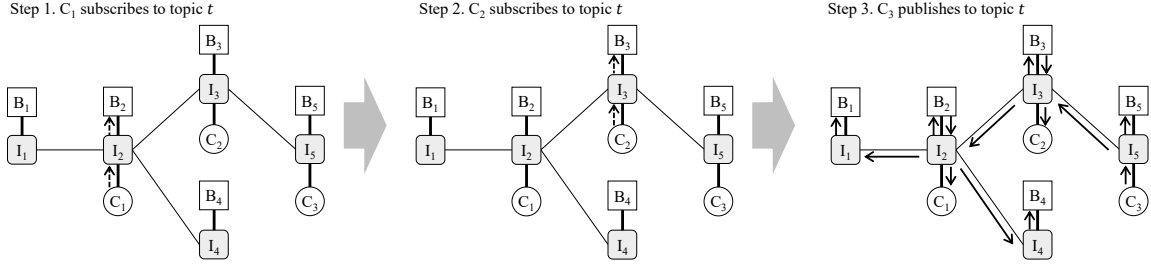 Step 1. C1 subscribes to topic t
B3
I3
B1
B2
B5
C2
I1
I2
I5
B4
C1
C3
I4
Step 2. C2 subscribes to topic t
B3
I3
B1
B2
B5
C2
I1
I2
I5
B4
C1
C3
I4
Step 3. C3 publishes to topic t
B3
I3
B1
B2
B5
C2
I1
I2
I5
B4
C1
C3
I4